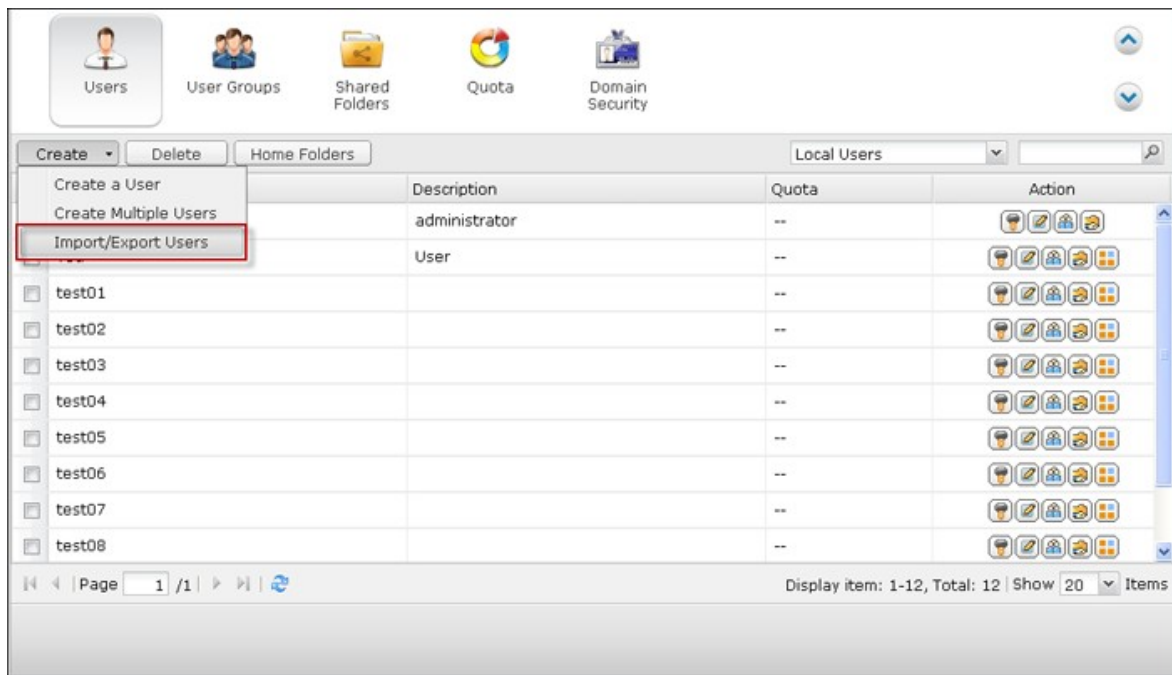 Users
User Groups
Shared
Folders
Quota
Domain
Security
Create
Delete
Home Folders
Local Users
Create a User
Create Multiple Users
Import/Export Users
Description
Quota
Action
administrator
--
User
--
test01
--
test02
--
test03
--
test04
--
test05
--
test06
--
test07
--
test08
--
Page 1 /1
Display item: 1-12, Total: 12 Show 20 Items